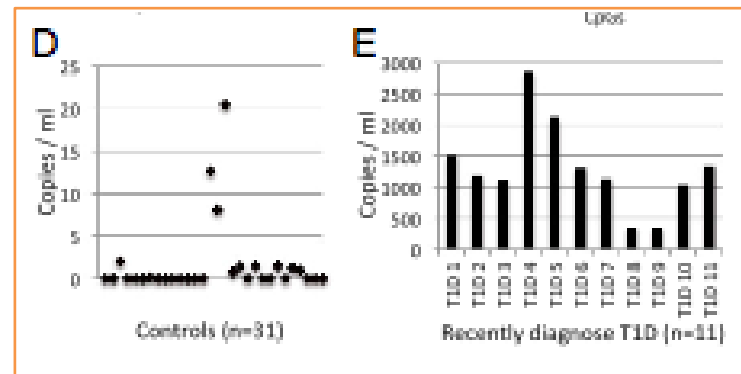 Cpos
D
E
Copies / ml
25
20
15
10
5
0
Controls (n=31)
Copies / ml
3000
2500
2000
1500
1000
500
0
T1D 1
T1D 2
T1D 3
T1D 4
T1D 5
T1D 6
T1D 7
T1D 8
T1D 9
T1D 10
T1D 11
Recently diagnose T1D (n=11)